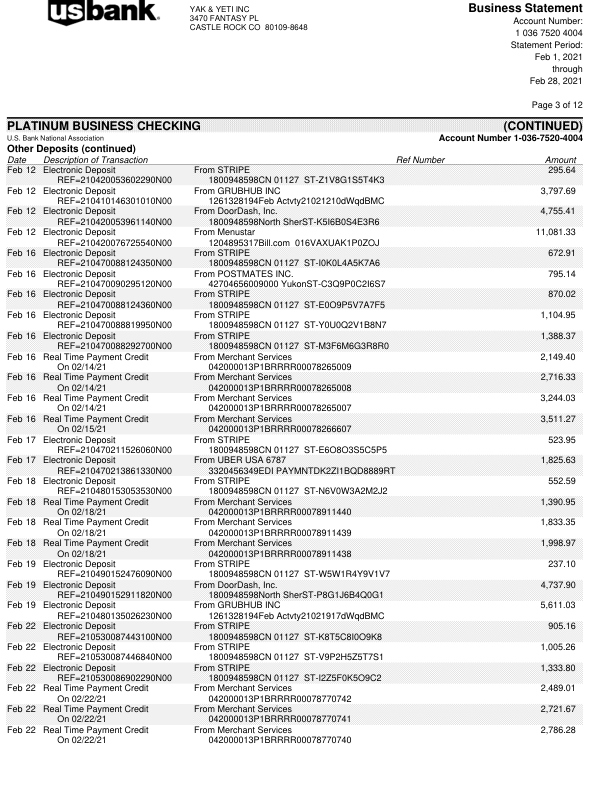 usbank.
YAK & YETI INC
3470 FANTASY PL
CASTLE ROCK CO 80109-8648
Business Statement
Account Number:
1 036 7520 4004
Statement Period:
Feb 1, 2021
through
Feb 28, 2021
Page 3 of 12
PLATINUM BUSINESS CHECKING (CONTINUED)
U.S. Bank National Association Account Number 1-036-7520-4004
Other Deposits (continued)
Date Description of Transaction Ref Number Amount
Feb 12 Electronic Deposit From STRIPE 295.64
REF=210420053602290N00 1800948598CN 01127 ST-Z1V8G1S5T4K3
Feb 12 Electronic Deposit From GRUBHUB INC 3,797.69
REF=210410146301010N00 1261328194Feb Actvty21021210dWqdBMC
Feb 12 Electronic Deposit From DoorDash, Inc. 4,755.41
REF=210420053961140N00 1800948598North SherST-K5I6B0S4E3R6
Feb 12 Electronic Deposit From Menustar 11,081.33
REF=210420076725540N00 1204895317Bill.com 016VAXUAK1P0ZOJ
Feb 16 Electronic Deposit From STRIPE 672.91
REF=210470088124350N00 1800948598CN 01127 ST-I0K0L4A5K7A6
Feb 16 Electronic Deposit From POSTMATES INC. 795.14
REF=210470090295120N00 42704656009000 YukonST-C3Q9P0C2I6S7
Feb 16 Electronic Deposit From STRIPE 870.02
REF=210470088124360N00 1800948598CN 01127 ST-E0O9P5V7A7F5
Feb 16 Electronic Deposit From STRIPE 1,104.95
REF=210470088819950N00 1800948598CN 01127 ST-Y0U0Q2V1B8N7
Feb 16 Electronic Deposit From STRIPE 1,388.37
REF=210470088292700N00 1800948598CN 01127 ST-M3F6M6G3R8R0
Feb 16 Real Time Payment Credit From Merchant Services 2,149.40
On 02/14/21 042000013P1BRRRR00078265009
Feb 16 Real Time Payment Credit From Merchant Services 2,716.33
On 02/14/21 042000013P1BRRRR00078265008
Feb 16 Real Time Payment Credit From Merchant Services 3,244.03
On 02/14/21 042000013P1BRRRR00078265007
Feb 16 Real Time Payment Credit From Merchant Services 3,511.27
On 02/15/21 042000013P1BRRRR00078266607
Feb 17 Electronic Deposit From STRIPE 523.95
REF=210470211526060N00 1800948598CN 01127 ST-E6O8O3S5C5P5
Feb 17 Electronic Deposit From UBER USA 6787 1,825.63
REF=210470213861330N00 3320456349EDI PAYMNTDK2ZI1BQD8889RT
Feb 18 Electronic Deposit From STRIPE 552.59
REF=210480153053530N00 1800948598CN 01127 ST-N6V0W3A2M2J2
Feb 18 Real Time Payment Credit From Merchant Services 1,390.95
On 02/18/21 042000013P1BRRRR00078911440
Feb 18 Real Time Payment Credit From Merchant Services 1,833.35
On 02/18/21 042000013P1BRRRR00078911439
Feb 18 Real Time Payment Credit From Merchant Services 1,998.97
On 02/18/21 042000013P1BRRRR00078911438
Feb 19 Electronic Deposit From STRIPE 237.10
REF=210490152476090N00 1800948598CN 01127 ST-W5W1R4Y9V1V7
Feb 19 Electronic Deposit From DoorDash, Inc. 4,737.90
REF=210490152911820N00 1800948598North SherST-P8G1J6B4Q0G1
Feb 19 Electronic Deposit From GRUBHUB INC 5,611.03
REF=210480135026230N00 1261328194Feb Actvty21021917dWqdBMC
Feb 22 Electronic Deposit From STRIPE 905.16
REF=210530087443100N00 1800948598CN 01127 ST-K8T5C8I0O9K8
Feb 22 Electronic Deposit From STRIPE 1,005.26
REF=210530087446840N00 1800948598CN 01127 ST-V9P2H5Z5T7S1
Feb 22 Electronic Deposit From STRIPE 1,333.80
REF=210530086902290N00 1800948598CN 01127 ST-I2Z5F0K5O9C2
Feb 22 Real Time Payment Credit From Merchant Services 2,489.01
On 02/22/21 042000013P1BRRRR00078770742
Feb 22 Real Time Payment Credit From Merchant Services 2,721.67
On 02/22/21 042000013P1BRRRR00078770741
Feb 22 Real Time Payment Credit From Merchant Services 2,786.28
On 02/22/21 042000013P1BRRRR00078770740